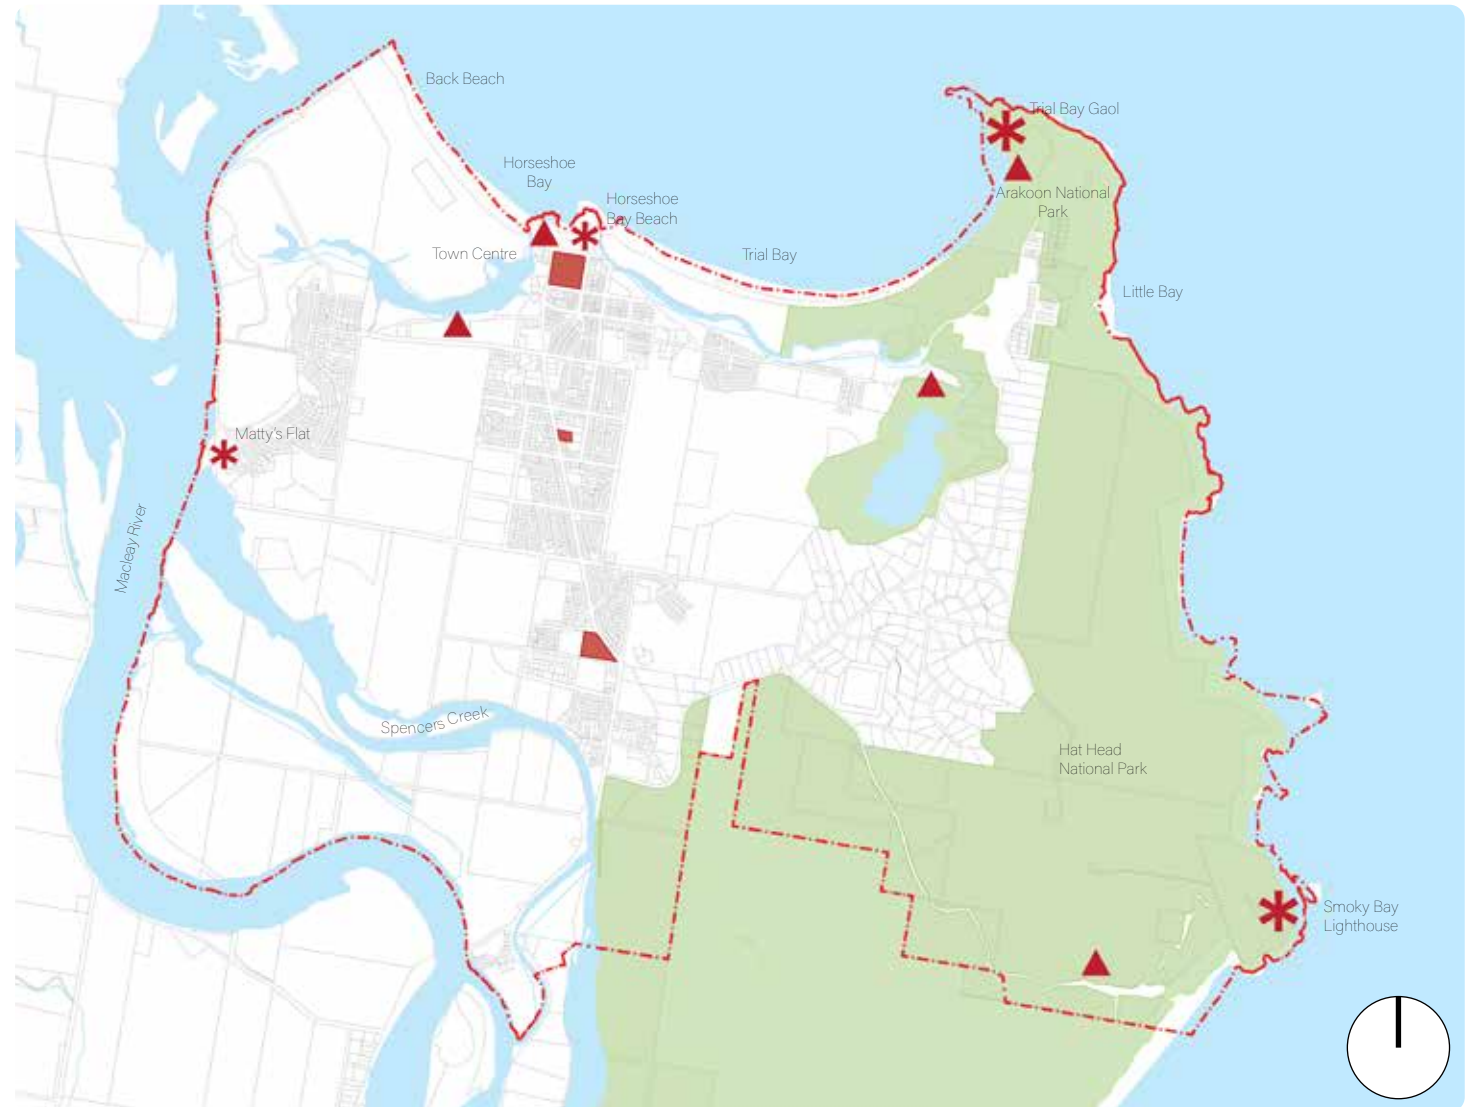 Back Beach
Trial Bay Gaol
Horseshoe
Bay
Horseshoe
Bay Beach
Arakoon National
Park
Town Centre
Trial Bay
Little Bay
Matty's Flat
Macleay River
Spencers Creek
Hat Head
National Park
Smoky Bay
Lighthouse